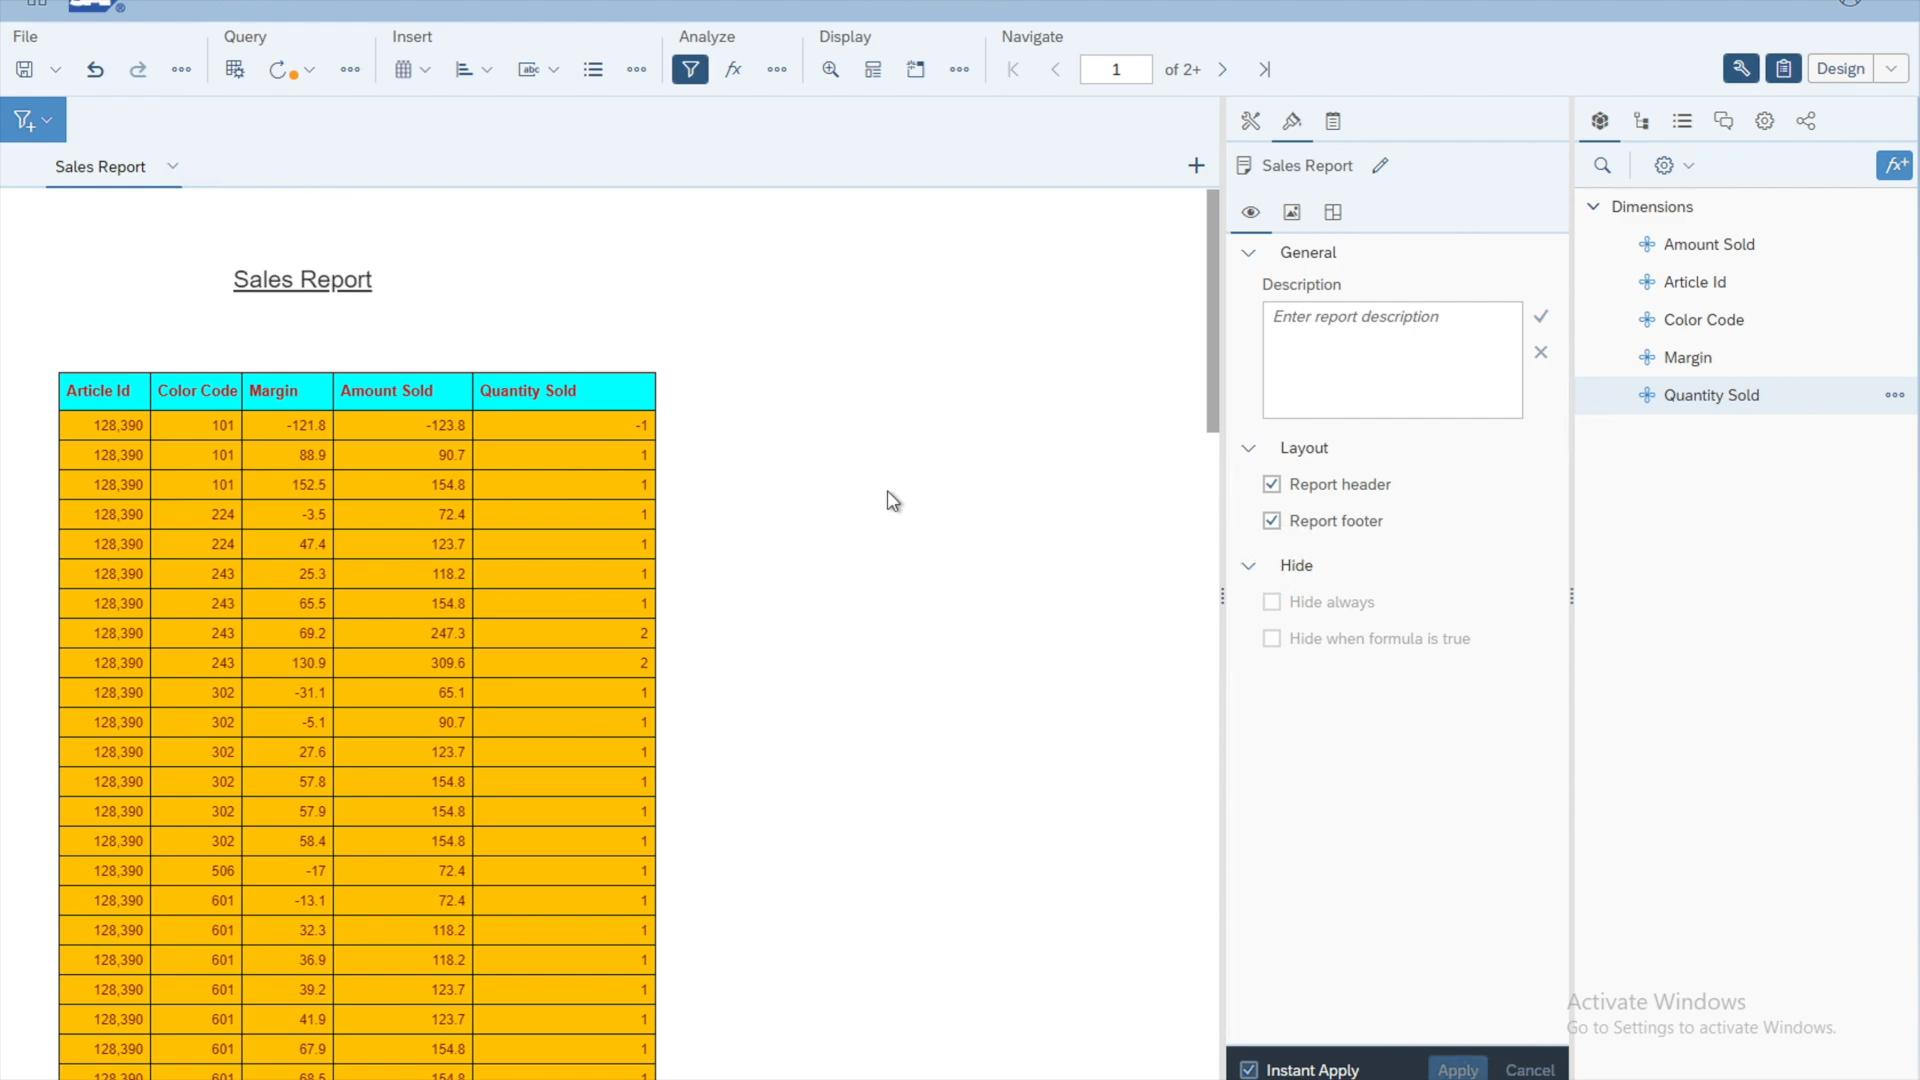 File
Query
Insert
Analyze
Display
Navigate
abc
fx
1
of 2+
Design
Sales Report
Sales Report
fx+
Sales Report
Article Id Color Code Margin Amount Sold Quantity Sold
128,390 101 -121.8 -123.8 -1
128,390 101 88.9 90.7 1
128,390 101 152.5 154.8 1
128,390 224 -3.5 72.4 1
128,390 224 47.4 123.7 1
128,390 243 25.3 118.2 1
128,390 243 65.5 154.8 1
128,390 243 69.2 247.3 2
128,390 243 130.9 309.6 2
128,390 302 -31.1 65.1 1
128,390 302 -5.1 90.7 1
128,390 302 27.6 123.7 1
128,390 302 57.8 154.8 1
128,390 302 57.9 154.8 1
128,390 302 58.4 154.8 1
128,390 506 -17 72.4 1
128,390 601 -13.1 72.4 1
128,390 601 32.3 118.2 1
128,390 601 36.9 118.2 1
128,390 601 39.2 123.7 1
128,390 601 41.9 123.7 1
128,390 601 67.9 154.8 1
128,390 601 68.5 154.8 1
General
Description
Enter report description
Layout
Report header
Report footer
Hide
Hide always
Hide when formula is true
Instant Apply
Apply
Cancel
Dimensions
Amount Sold
Article Id
Color Code
Margin
Quantity Sold
Activate Windows
Go to Settings to activate Windows.